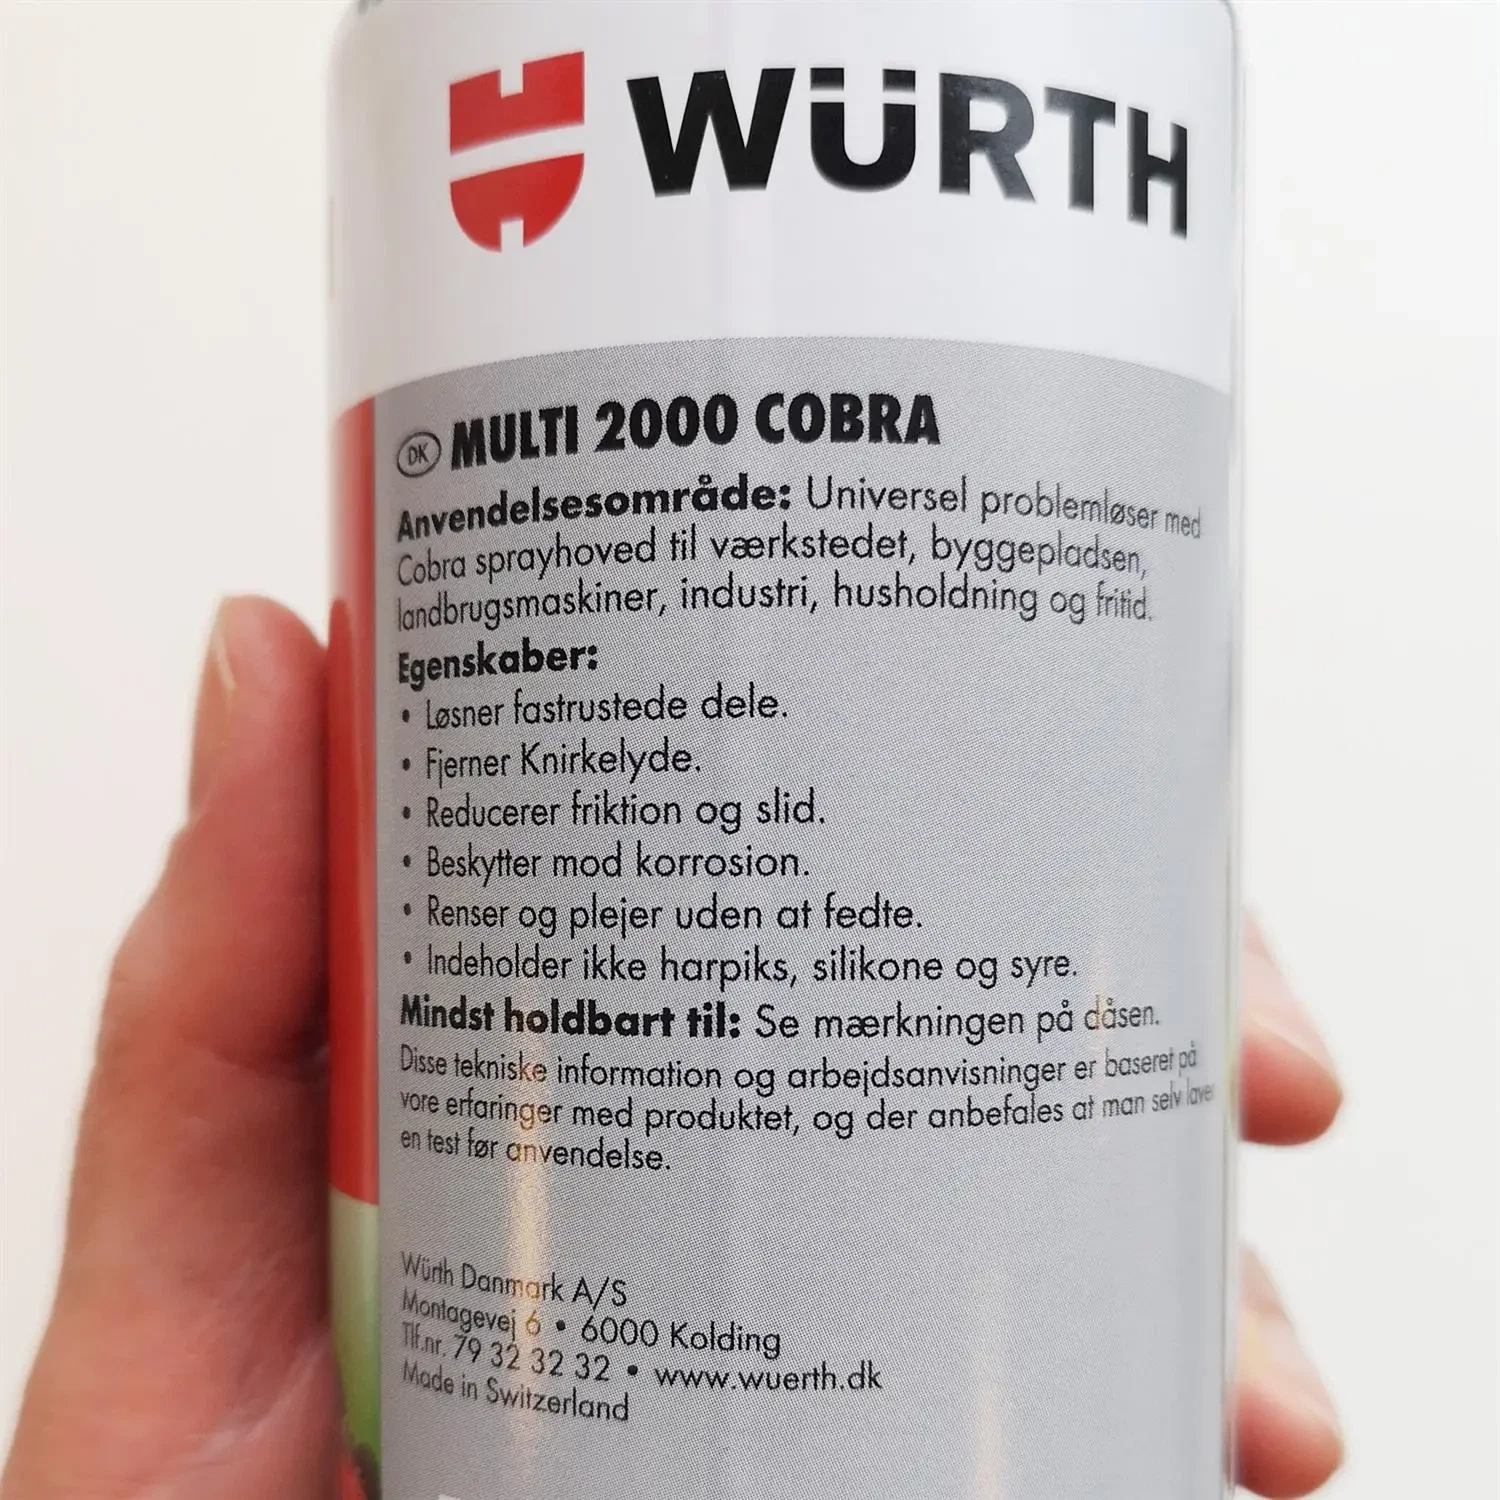 WÜRTH
DK MULTI 2000 COBRA
Anvendelsesområde: Universel problemløser med
Cobra sprayhoved til værkstedet, byggepladsen,
landbrugsmaskiner, industri, husholdning og fritid.
Egenskaber:
• Løsner fastrustede dele.
• Fjerner Knirkelyde.
• Reducerer friktion og slid.
• Beskytter mod korrosion.
• Renser og plejer uden at fedte.
• Indeholder ikke harpiks, silikone og syre.
Mindst holdbart til: Se mærkningen på dåsen.
Disse tekniske information og arbejdsanvisninger er baseret på
vore erfaringer med produktet, og der anbefales at man selv laver
en test før anvendelse.
Würth Danmark A/S
Montagevej 6 • 6000 Kolding
Tlf.nr. 79 32 32 32 • www.wuerth.dk
Made in Switzerland